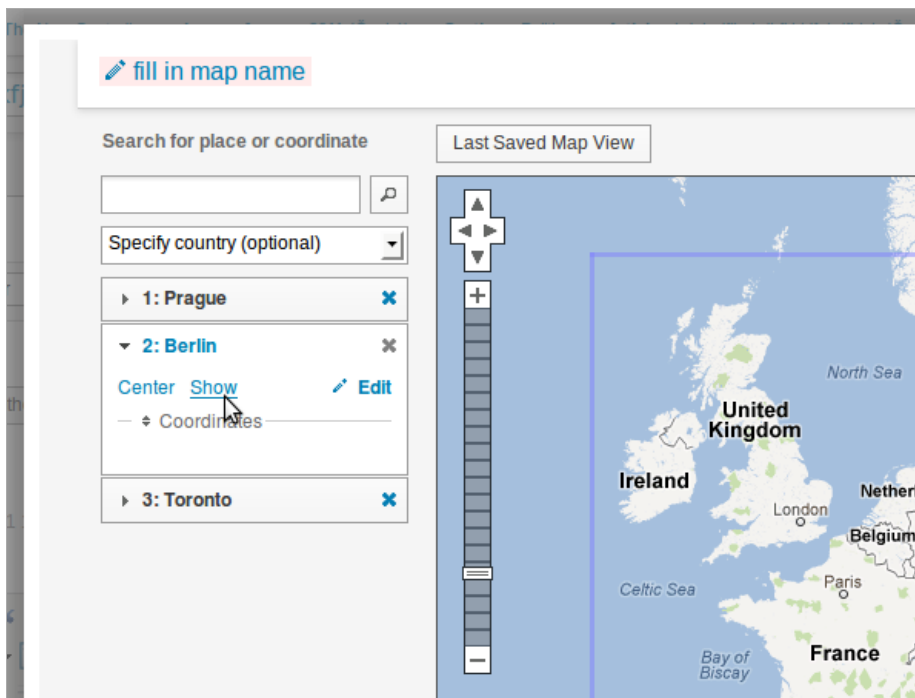 fill in map name
Search for place or coordinate
Last Saved Map View
Specify country (optional)
1: Prague
2: Berlin
Center Show Edit
Coordinates
3: Toronto
North Sea
United
Kingdom
Ireland
London
Nether
Belgium
Celtic Sea
Paris
Bay of
Biscay
France